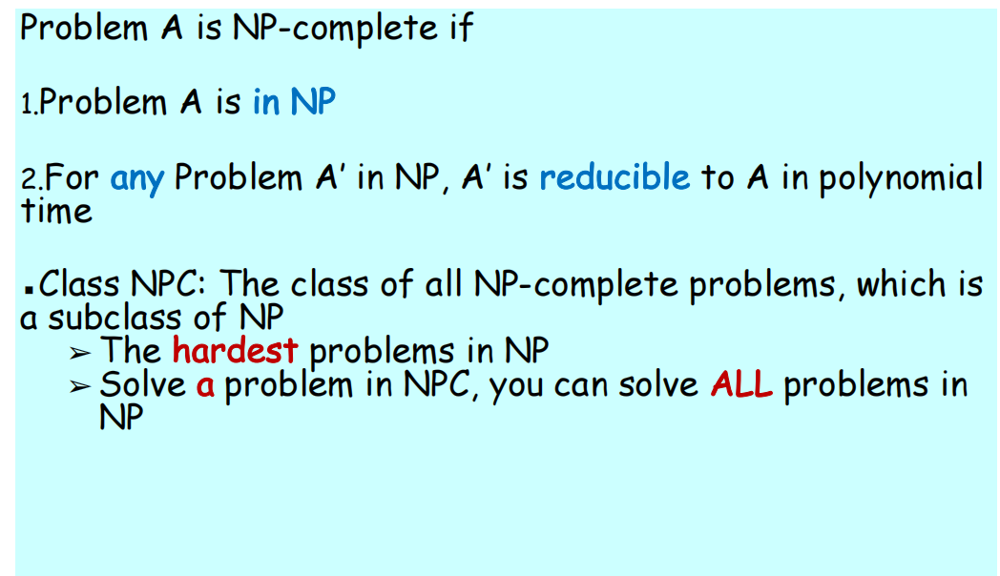 Problem A is NP-complete if
1.Problem A is in NP
2.For any Problem A' in NP, A' is reducible to A in polynomial
time
▪Class NPC: The class of all NP-complete problems, which is
a subclass of NP
➢ The hardest problems in NP
➢ Solve a problem in NPC, you can solve ALL problems in
NP